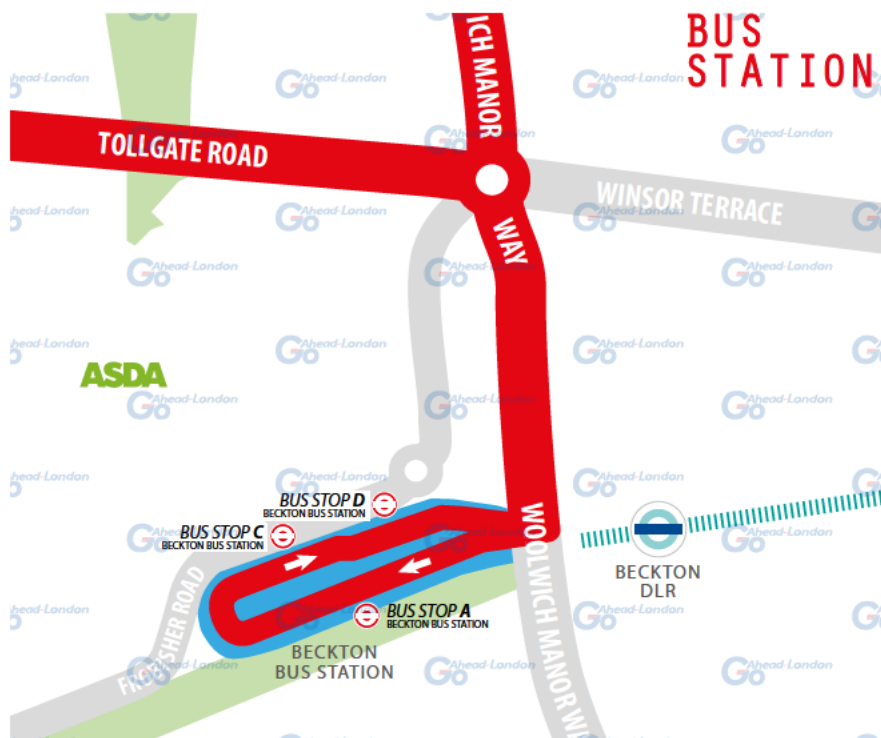 BUS
STATION
ICH MANOR
TOLLGATE ROAD
WINSOR TERRACE
WAY
ASDA
BUS STOP D
BECKTON BUS STATION
BUS STOP C
BECKTON BUS STATION
WOOLWICH MANOR W
BECKTON
DLR
BUS STOP A
BECKTON BUS STATION
BECKTON
BUS STATION
SHER ROAD
Go Ahead-London